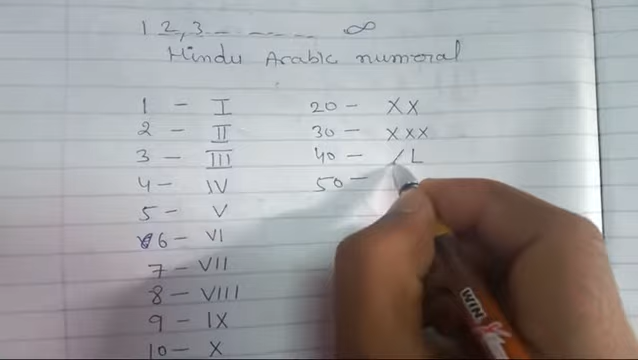 1 2, 3 - - - - - - ∞
Hindu Arabic numeral
1 - I
2 - II
3 - III
4 - IV
5 - V
6 - VI
7 - VII
8 - VIII
9 - IX
10 - X
20 - XX
30 - XXX
40 - / L
50 -
WIN